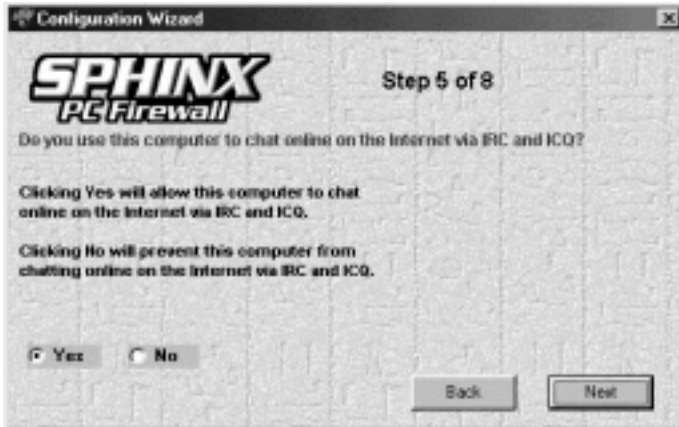 Configuration Wizard
SPHINX
PC Firewall
Step 5 of 8
Do you use this computer to chat online on the Internet via IRC and ICQ?
Clicking Yes will allow this computer to chat
online on the Internet via IRC and ICQ.
Clicking No will prevent this computer from
chatting online on the Internet via IRC and ICQ.
Yes No
Back Next